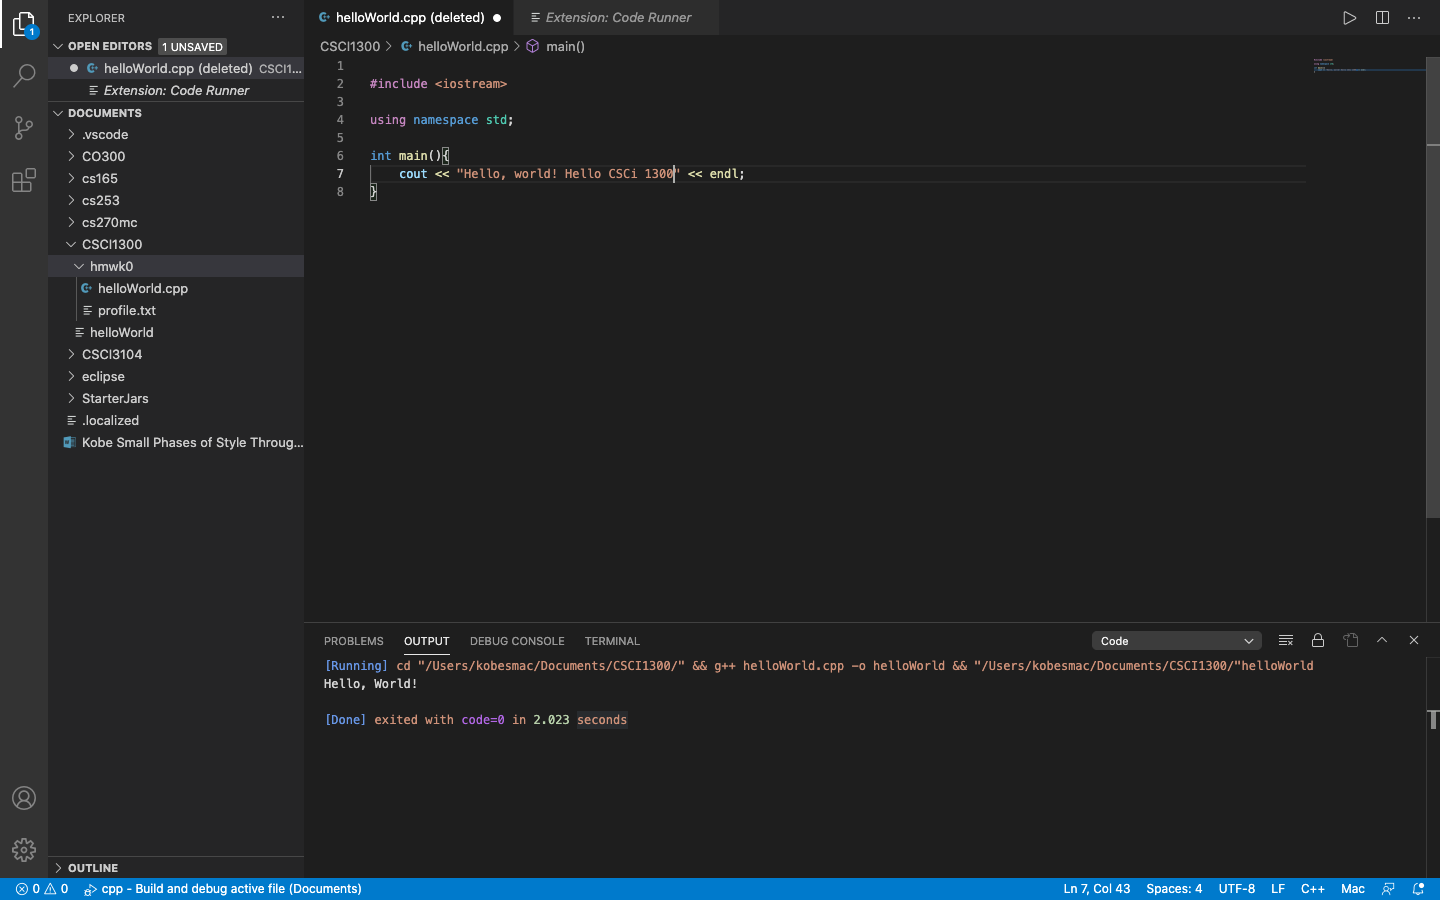 EXPLORER
OPEN EDITORS 1 UNSAVED
helloWorld.cpp (deleted) CSCI1...
Extension: Code Runner
DOCUMENTS
.vscode
CO300
cs165
cs253
cs270mc
CSCI1300
hmwk0
helloWorld.cpp
profile.txt
helloWorld
CSCI3104
eclipse
StarterJars
.localized
Kobe Small Phases of Style Throug...
OUTLINE
helloWorld.cpp (deleted) Extension: Code Runner
CSCI1300 > helloWorld.cpp > main()
1
2 #include <iostream>
3
4 using namespace std;
5
6 int main(){
7 cout << "Hello, world! Hello CSCi 1300" << endl;
8 }
PROBLEMS OUTPUT DEBUG CONSOLE TERMINAL Code
[Running] cd "/Users/kobesmac/Documents/CSCI1300/" && g++ helloWorld.cpp -o helloWorld && "/Users/kobesmac/Documents/CSCI1300/"helloWorld
Hello, World!
[Done] exited with code=0 in 2.023 seconds
0 0 cpp - Build and debug active file (Documents) Ln 7, Col 43 Spaces: 4 UTF-8 LF C++ Mac
1